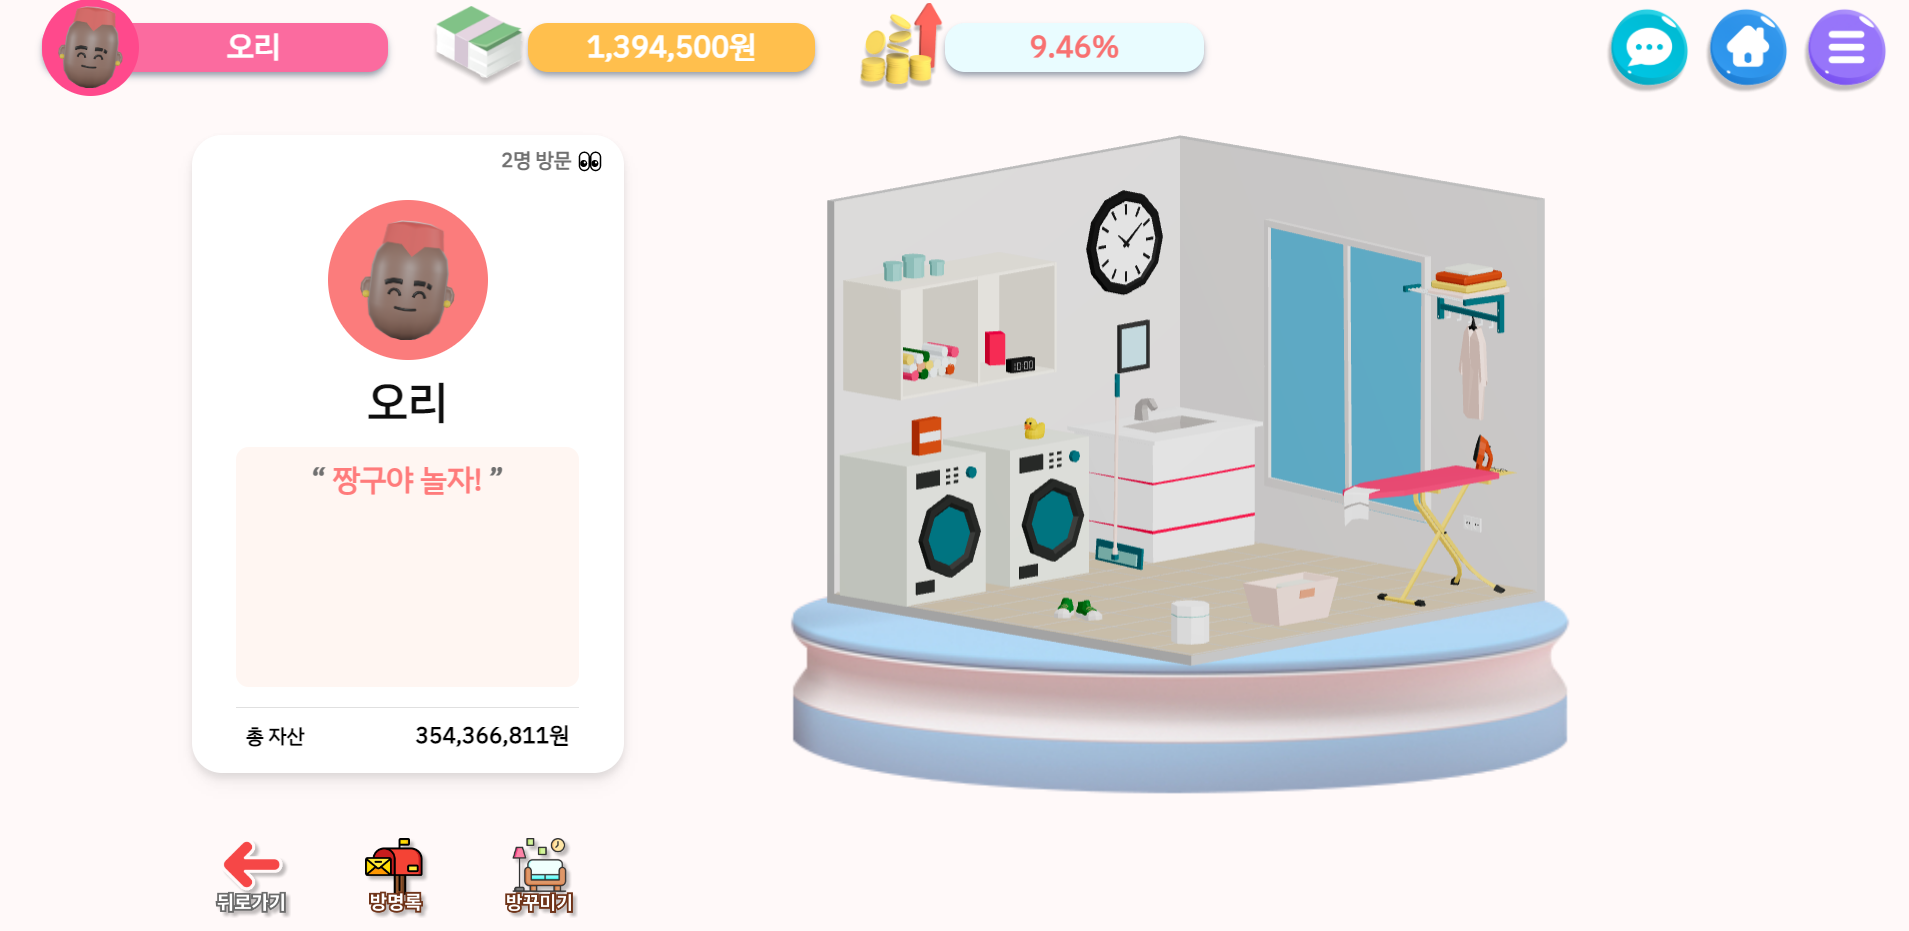 오리
1,394,500원
9.46%
2명 방문
오리
“ 짱구야 놀자! ”
총 자산 354,366,811원
10:00
뒤로가기
방명록
방꾸미기